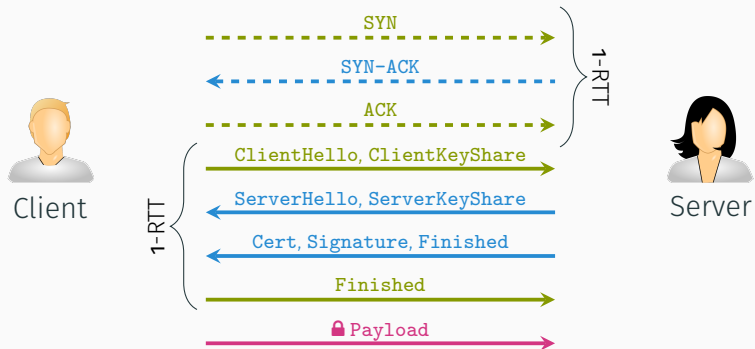 SYN
SYN-ACK
1-RTT
ACK
ClientHello, ClientKeyShare
Client
ServerHello, ServerKeyShare
Server
1-RTT
Cert, Signature, Finished
Finished
Payload